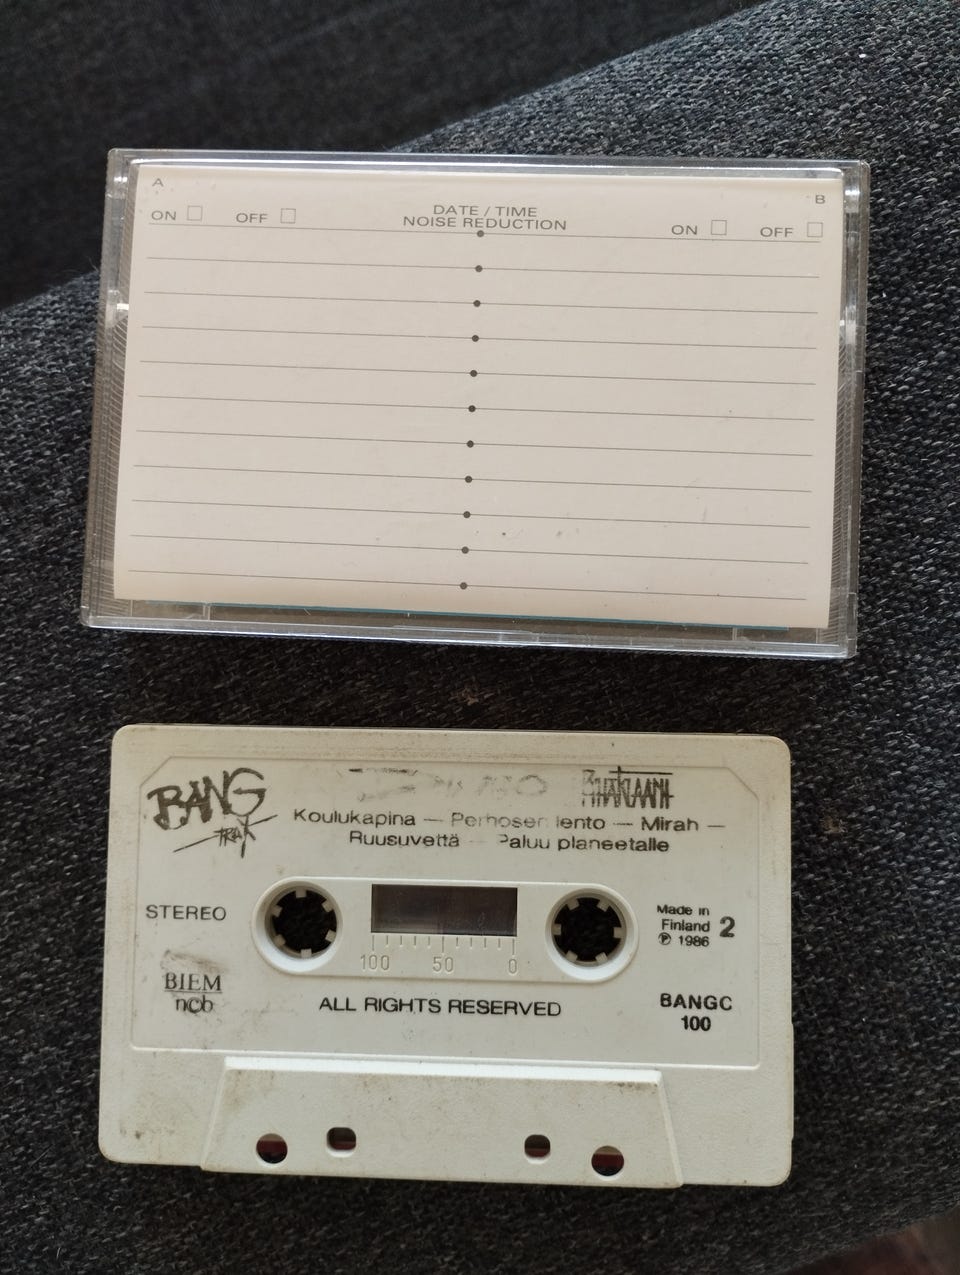 A
B
ON OFF DATE / TIME ON OFF
NOISE REDUCTION
BANG
TRAX
Koulukapina — Perhosen lento — Mirah —
Ruusuvettä — Paluu planeetalle
STEREO
Made in
Finland 2
℗ 1986
100 50 0
BIEM
ncb
ALL RIGHTS RESERVED
BANGC
100